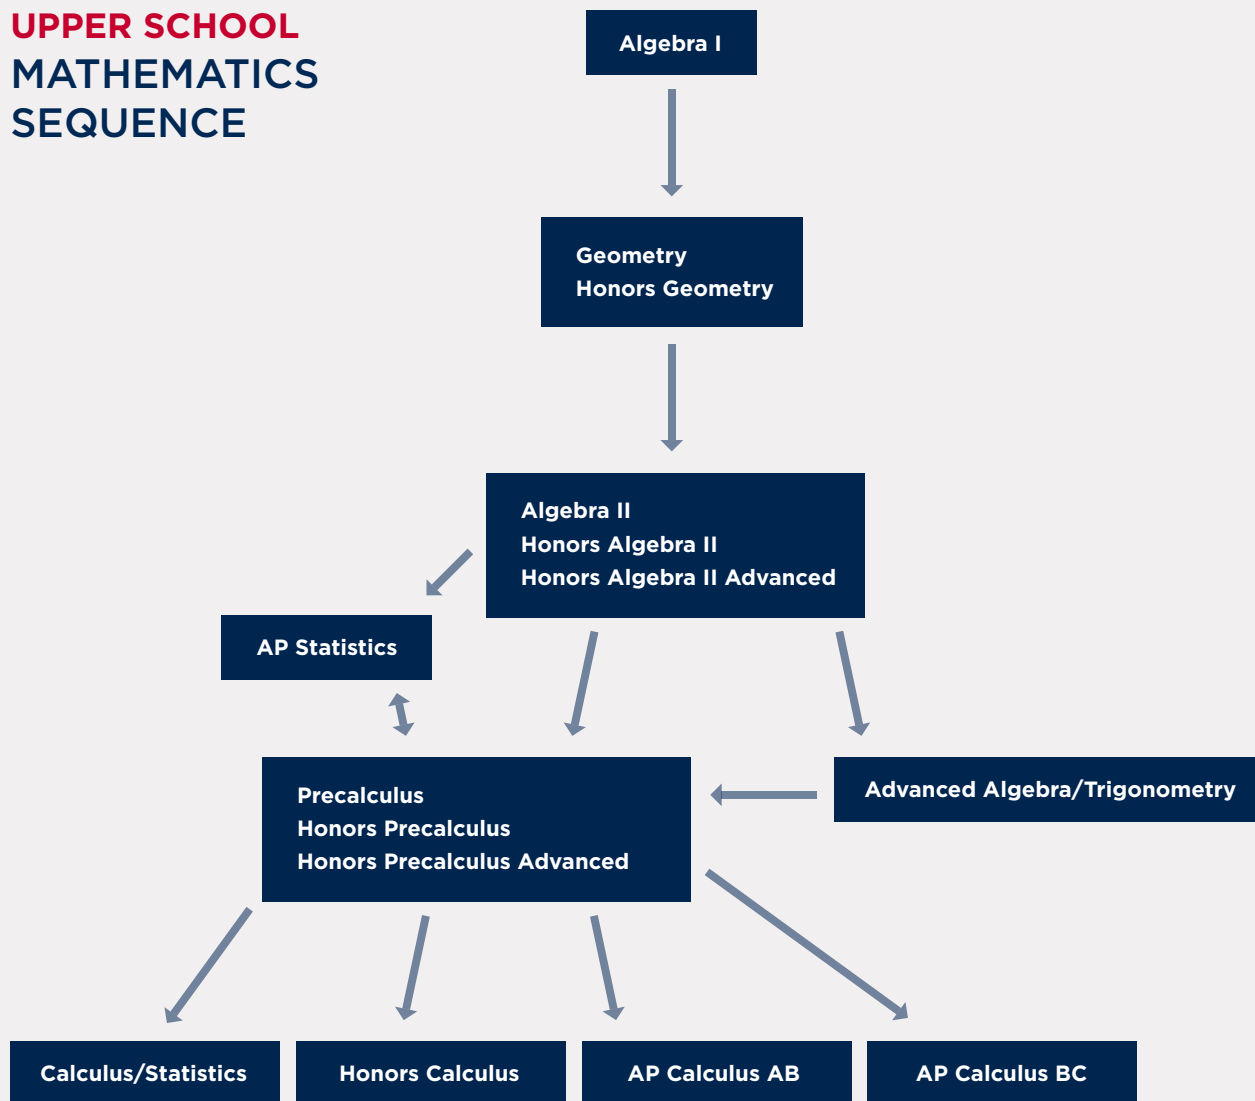 UPPER SCHOOL
MATHEMATICS
SEQUENCE
Algebra I
Geometry
Honors Geometry
Algebra II
Honors Algebra II
Honors Algebra II Advanced
AP Statistics
Precalculus
Honors Precalculus
Honors Precalculus Advanced
Advanced Algebra/Trigonometry
Calculus/Statistics
Honors Calculus
AP Calculus AB
AP Calculus BC